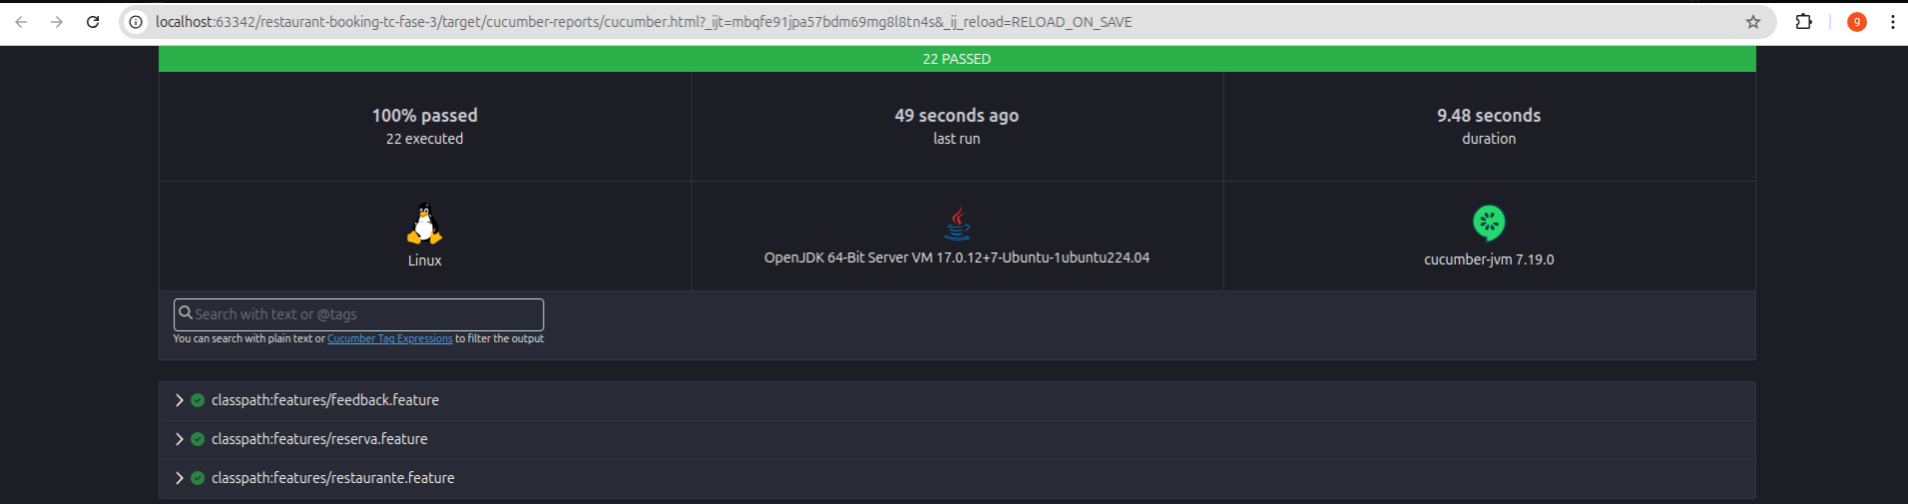 localhost:63342/restaurant-booking-tc-fase-3/target/cucumber-reports/cucumber.html?_ijt=mbqfe91jpa57bdm69mg8l8tn4s&_ij_reload=RELOAD_ON_SAVE
g
22 PASSED
100% passed
22 executed
49 seconds ago
last run
9.48 seconds
duration
Linux
OpenJDK 64-Bit Server VM 17.0.12+7-Ubuntu-1ubuntu224.04
cucumber-jvm 7.19.0
Search with text or @tags
You can search with plain text or Cucumber Tag Expressions to filter the output
classpath:features/feedback.feature
classpath:features/reserva.feature
classpath:features/restaurante.feature